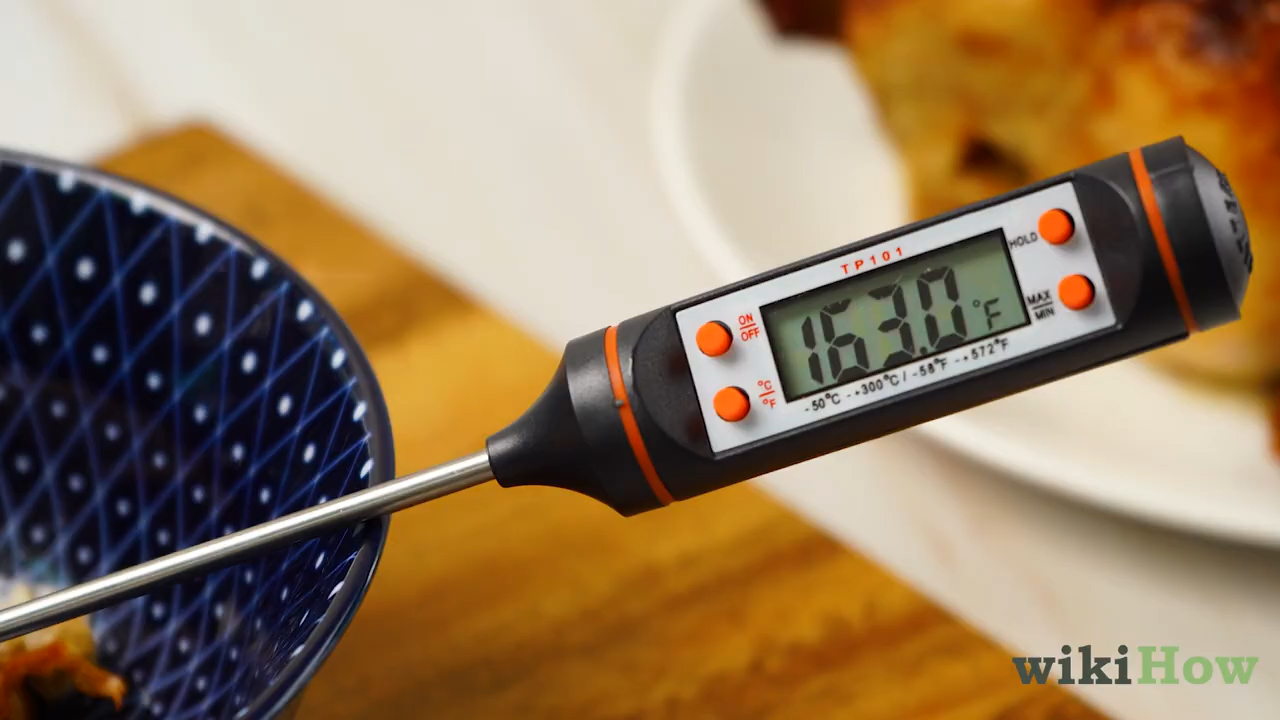 TP101
ON
OFF
°C
°F
163.0 °F
HOLD
MAX
MIN
-50°C -+300°C / -58°F -+572°F
wikiHow